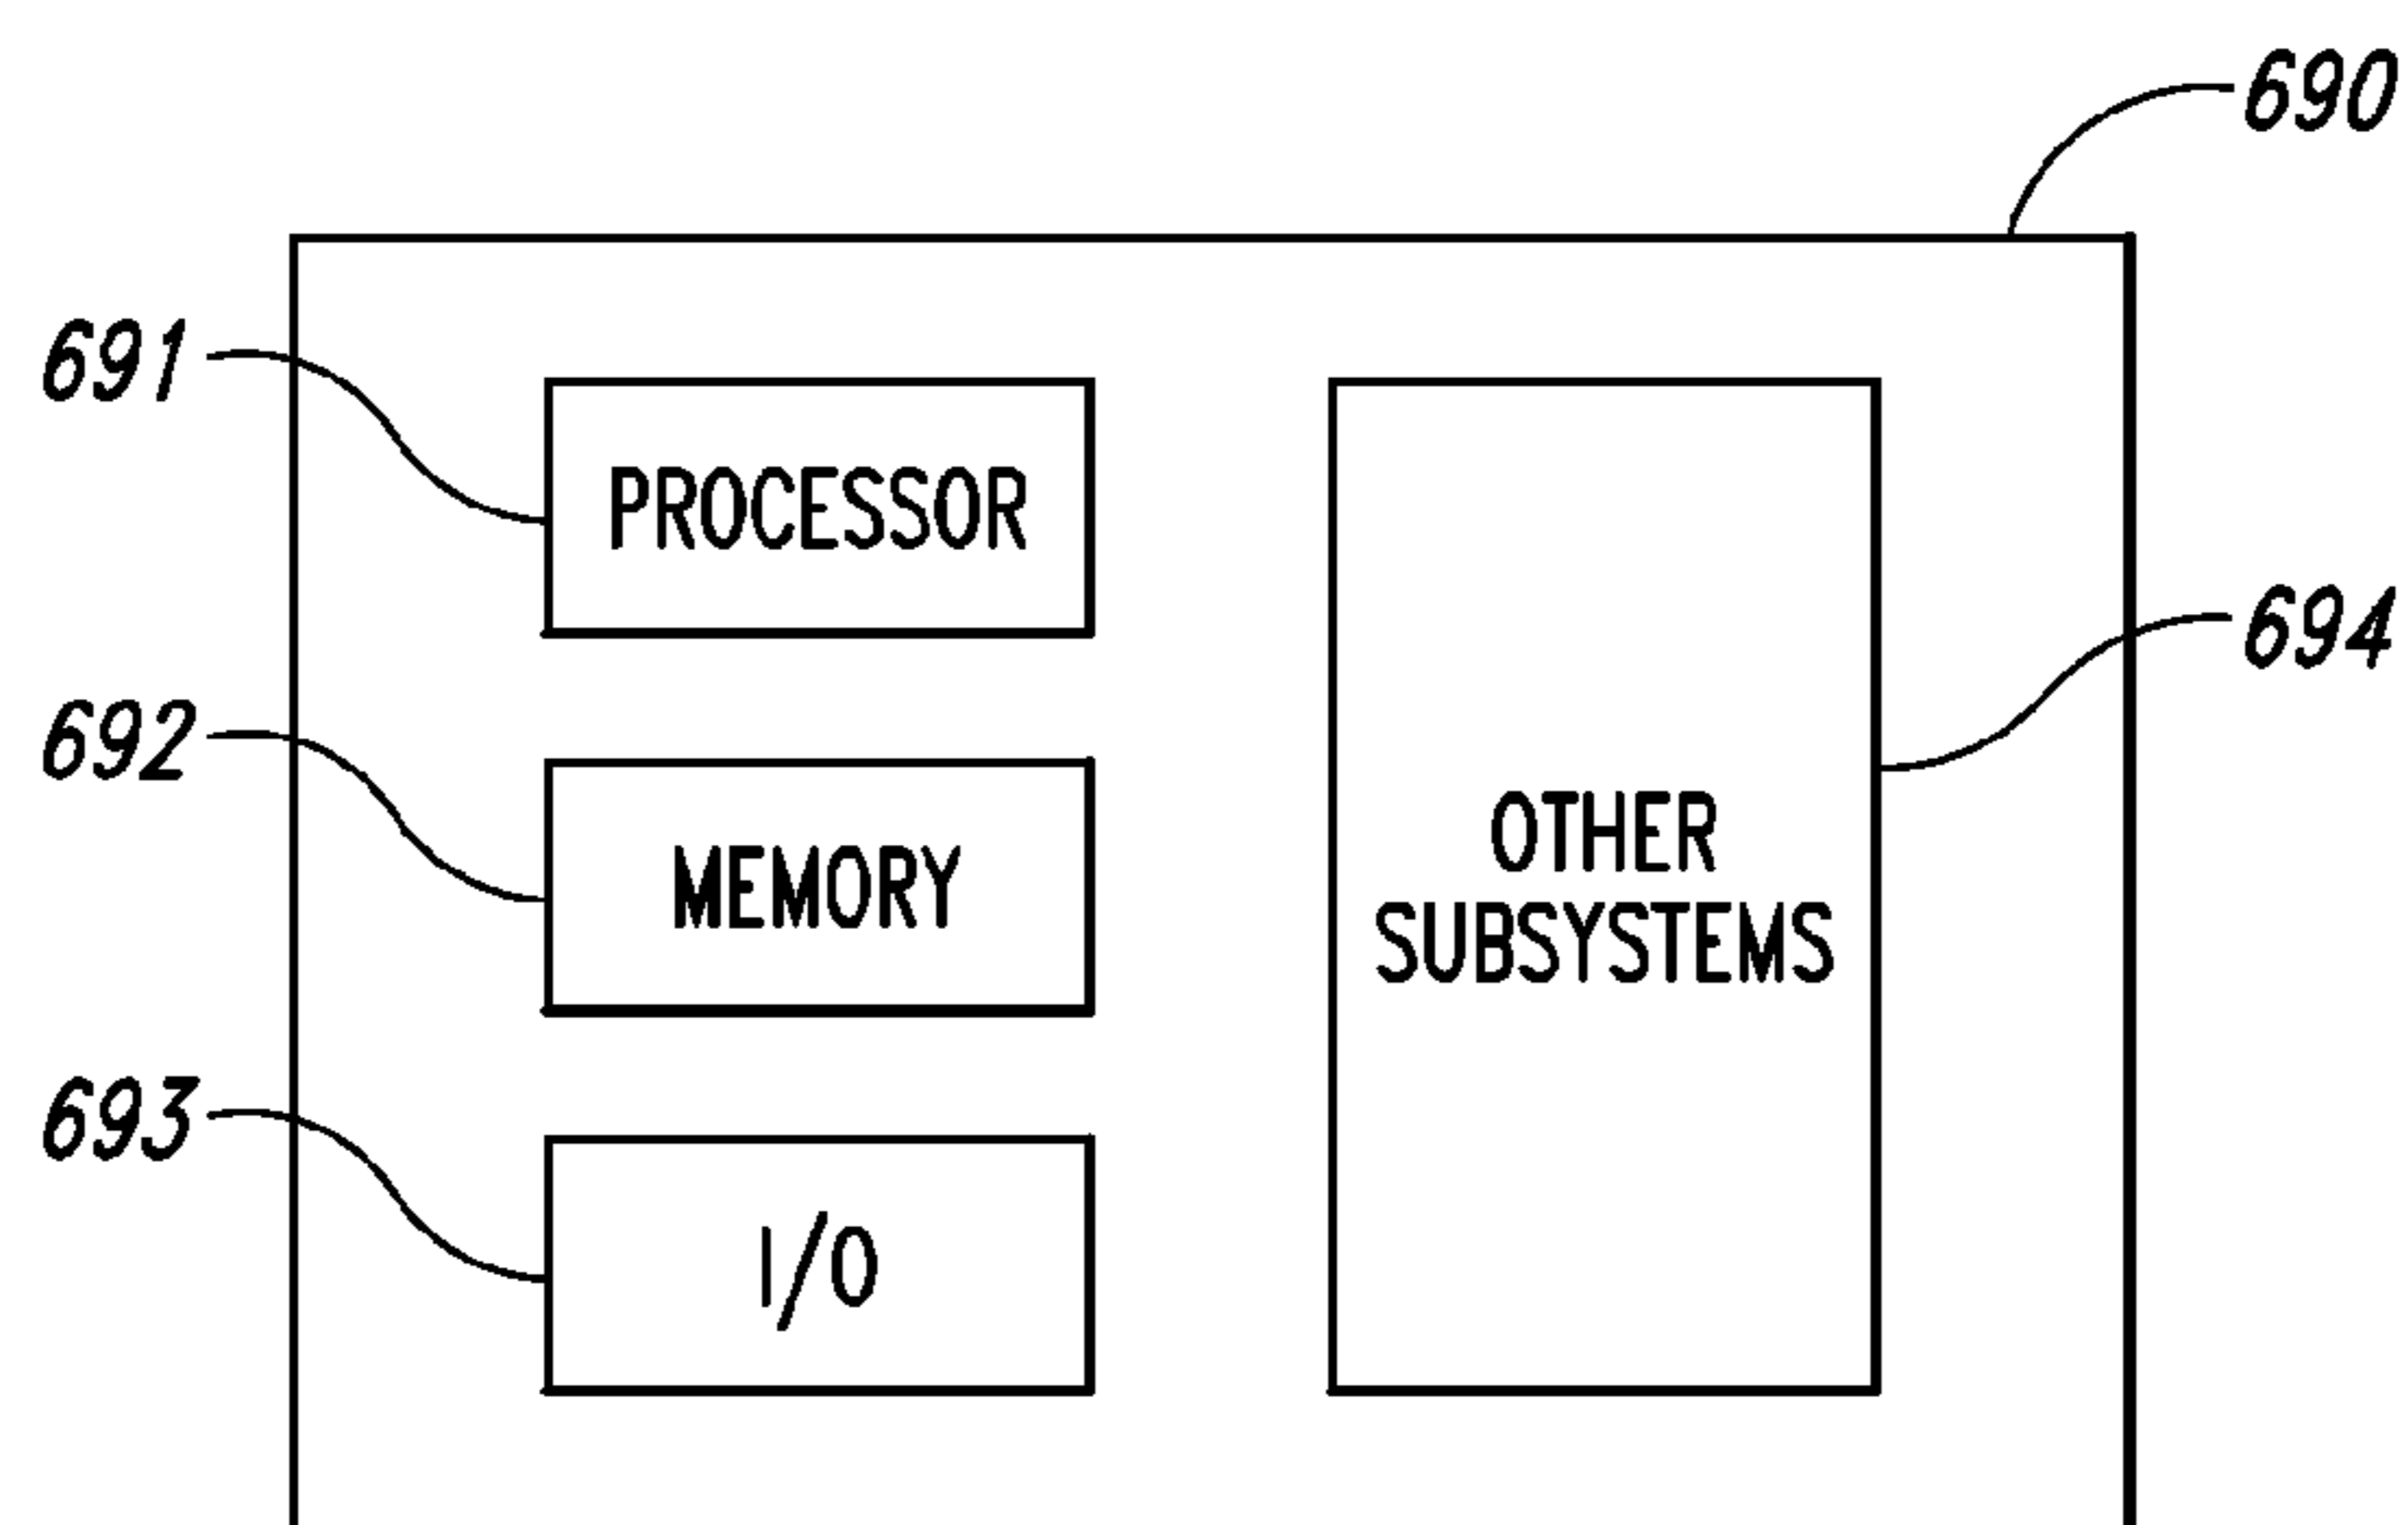 690
691
PROCESSOR
694
692
OTHER
MEMORY
SUBSYSTEMS
693
I/O